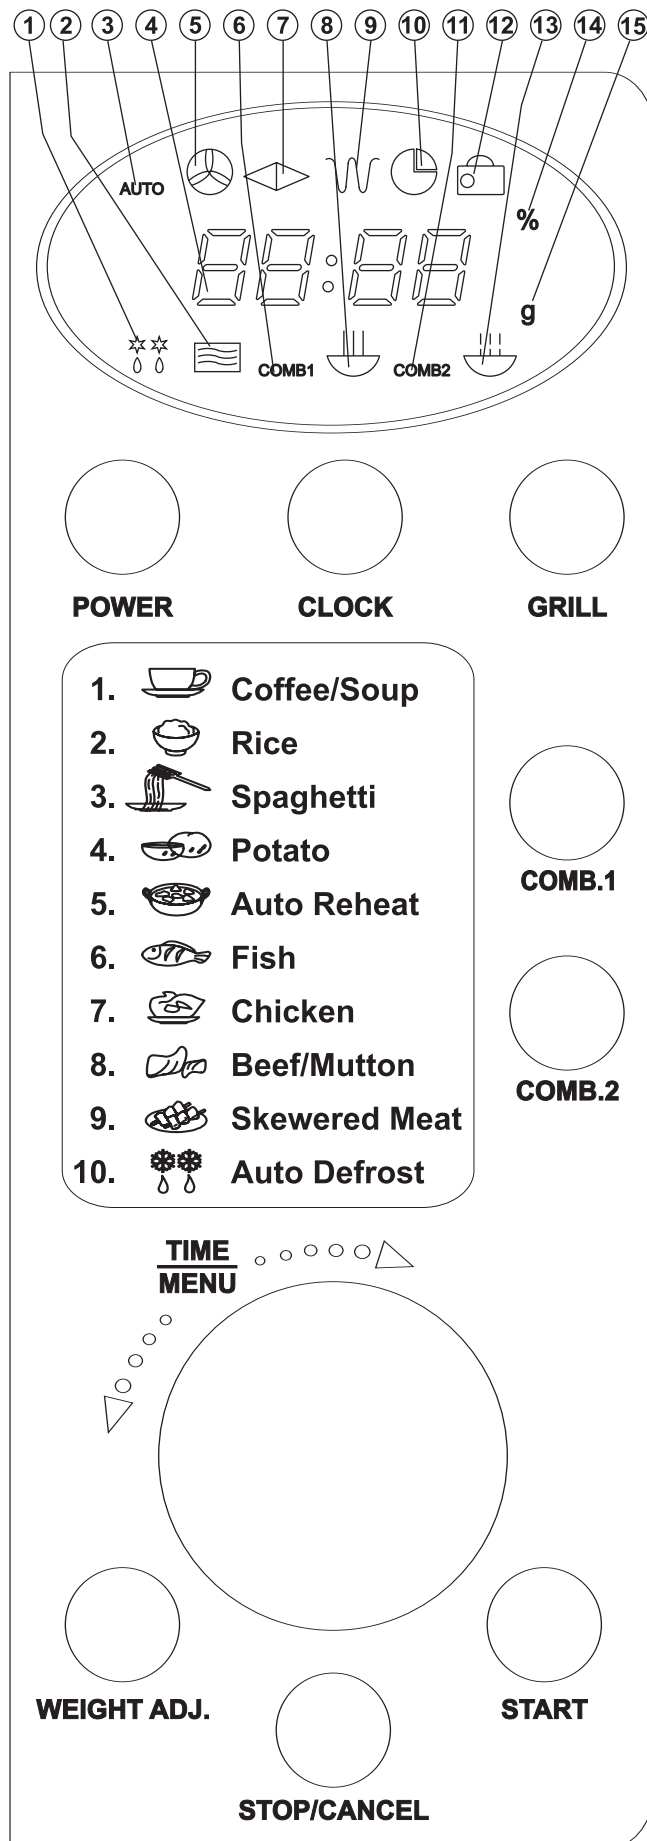 1 2 3 4 5 6 7 8 9 10 11 12 13 14 15
AUTO
%
88:88
g
COMB1 COMB2
POWER CLOCK GRILL
1. Coffee/Soup
2. Rice
3. Spaghetti
4. Potato
5. Auto Reheat
6. Fish
7. Chicken
8. Beef/Mutton
9. Skewered Meat
10. Auto Defrost
COMB.1
COMB.2
TIME
MENU
WEIGHT ADJ. START
STOP/CANCEL